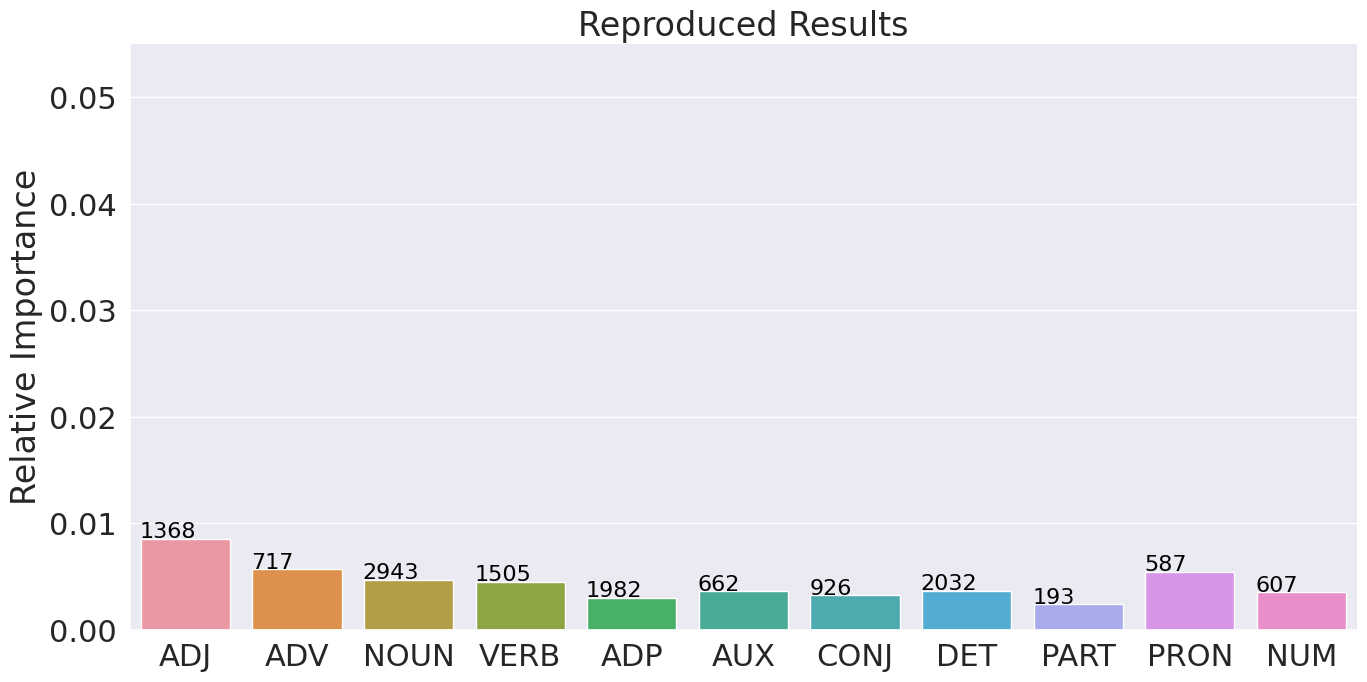 Reproduced Results
Relative Importance
0.05
0.04
0.03
0.02
0.01
0.00
1368
717
2943
1505
1982
662
926
2032
193
587
607
ADJ
ADV
NOUN
VERB
ADP
AUX
CONJ
DET
PART
PRON
NUM